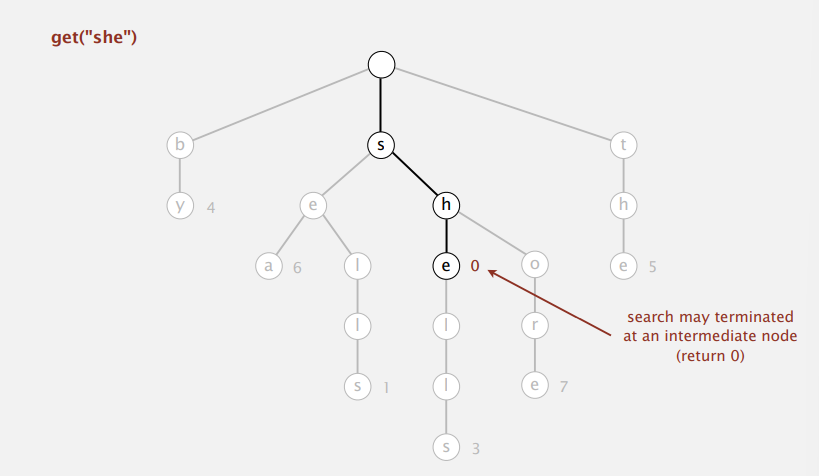 get("she")
b s t
y 4 e h h
a 6 l e 0 o e 5
search may terminated
at an intermediate node
(return 0)
l l r
s 1 l e 7
s 3